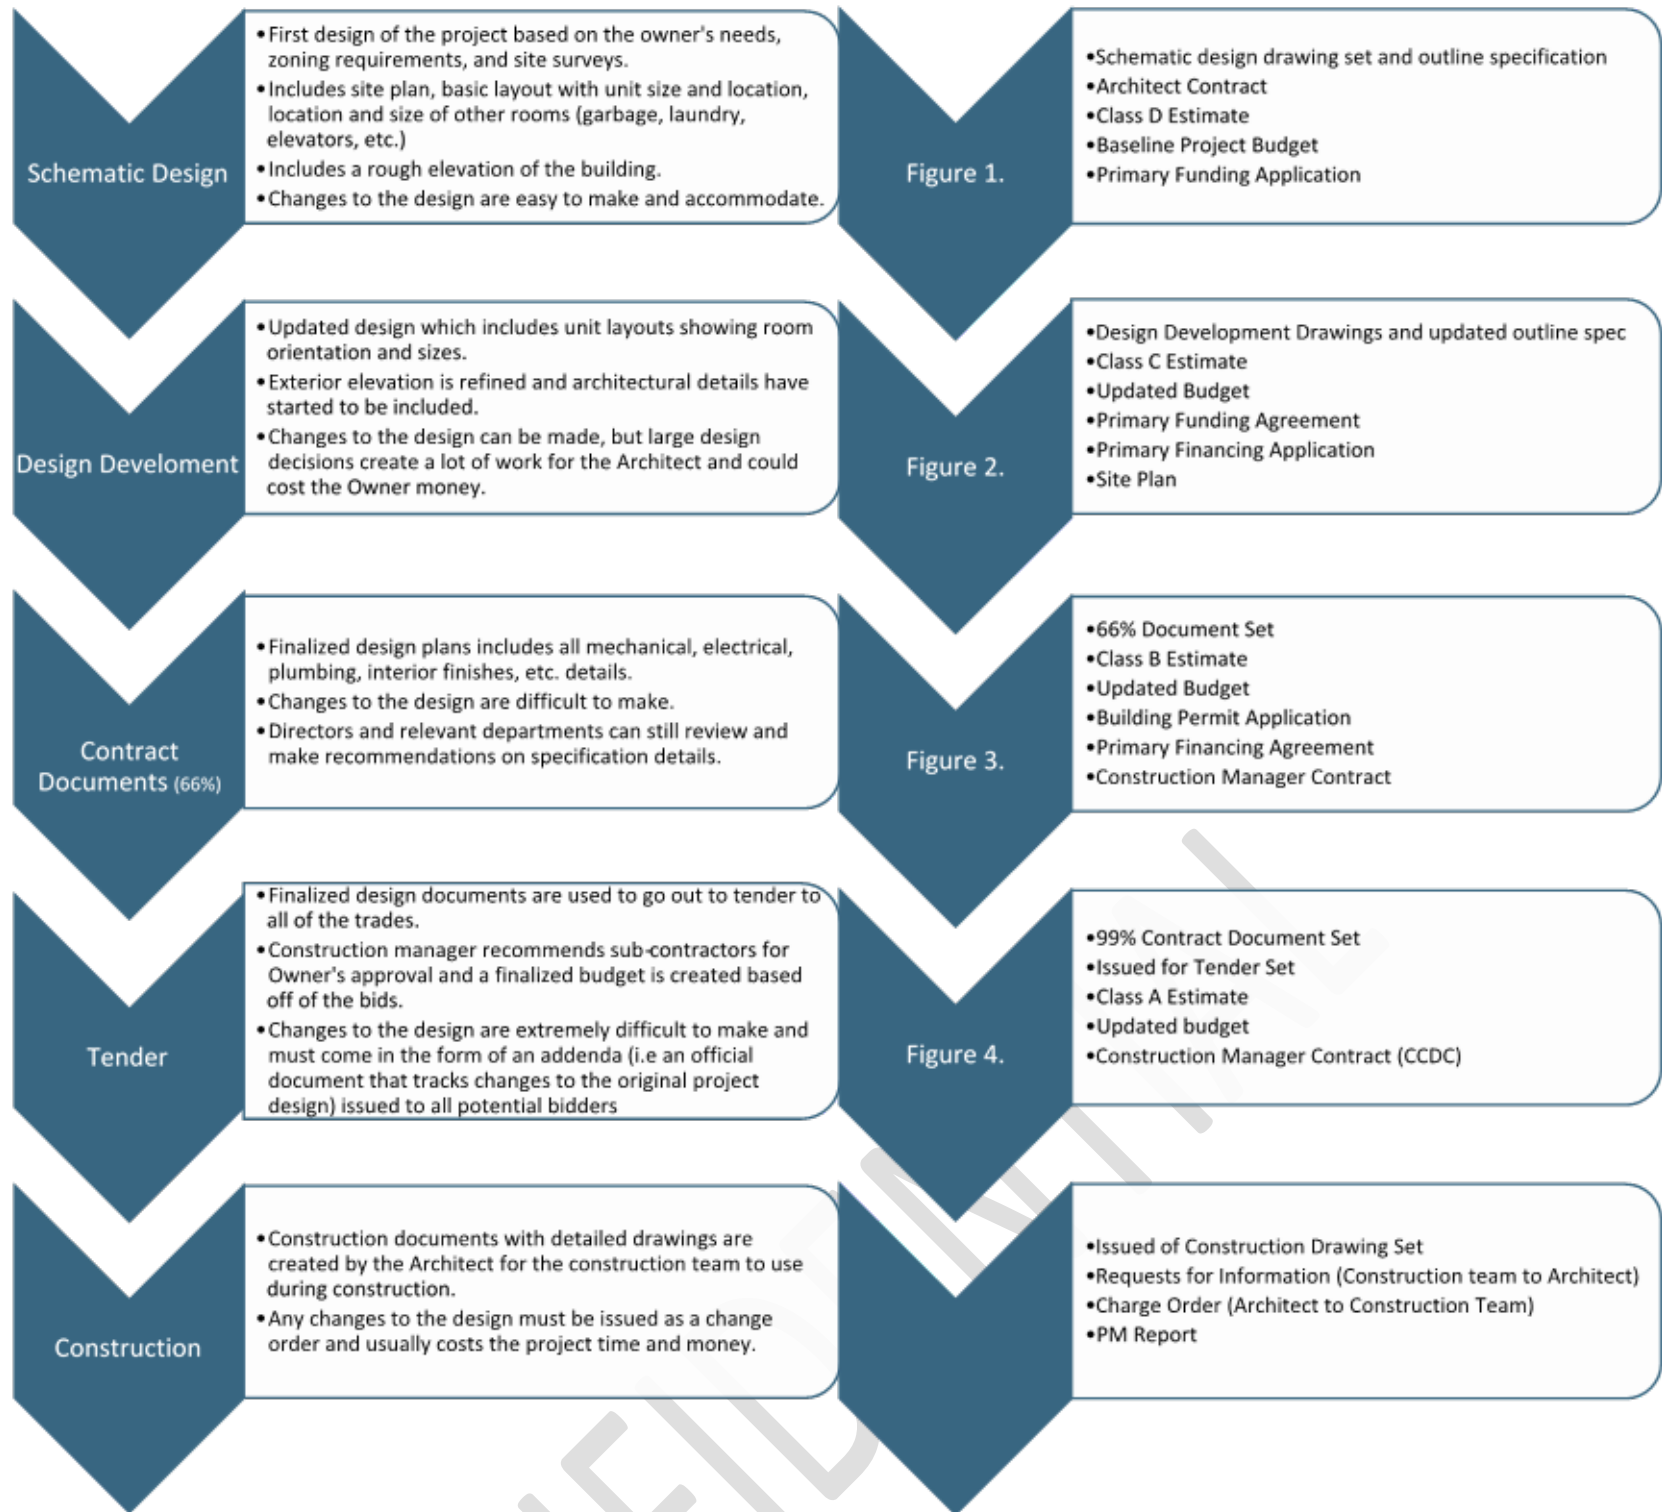 Schematic Design
•First design of the project based on the owner's needs,
zoning requirements, and site surveys.
•Includes site plan, basic layout with unit size and location,
location and size of other rooms (garbage, laundry,
elevators, etc.)
•Includes a rough elevation of the building.
•Changes to the design are easy to make and accommodate.
Figure 1.
•Schematic design drawing set and outline specification
•Architect Contract
•Class D Estimate
•Baseline Project Budget
•Primary Funding Application
Design Develoment
•Updated design which includes unit layouts showing room
orientation and sizes.
•Exterior elevation is refined and architectural details have
started to be included.
•Changes to the design can be made, but large design
decisions create a lot of work for the Architect and could
cost the Owner money.
Figure 2.
•Design Development Drawings and updated outline spec
•Class C Estimate
•Updated Budget
•Primary Funding Agreement
•Primary Financing Application
•Site Plan
Contract
Documents (66%)
•Finalized design plans includes all mechanical, electrical,
plumbing, interior finishes, etc. details.
•Changes to the design are difficult to make.
•Directors and relevant departments can still review and
make recommendations on specification details.
Figure 3.
•66% Document Set
•Class B Estimate
•Updated Budget
•Building Permit Application
•Primary Financing Agreement
•Construction Manager Contract
Tender
•Finalized design documents are used to go out to tender to
all of the trades.
•Construction manager recommends sub-contractors for
Owner's approval and a finalized budget is created based
off of the bids.
•Changes to the design are extremely difficult to make and
must come in the form of an addenda (i.e an official
document that tracks changes to the original project
design) issued to all potential bidders
Figure 4.
•99% Contract Document Set
•Issued for Tender Set
•Class A Estimate
•Updated budget
•Construction Manager Contract (CCDC)
Construction
•Construction documents with detailed drawings are
created by the Architect for the construction team to use
during construction.
•Any changes to the design must be issued as a change
order and usually costs the project time and money.
•Issued of Construction Drawing Set
•Requests for Information (Construction team to Architect)
•Charge Order (Architect to Construction Team)
•PM Report